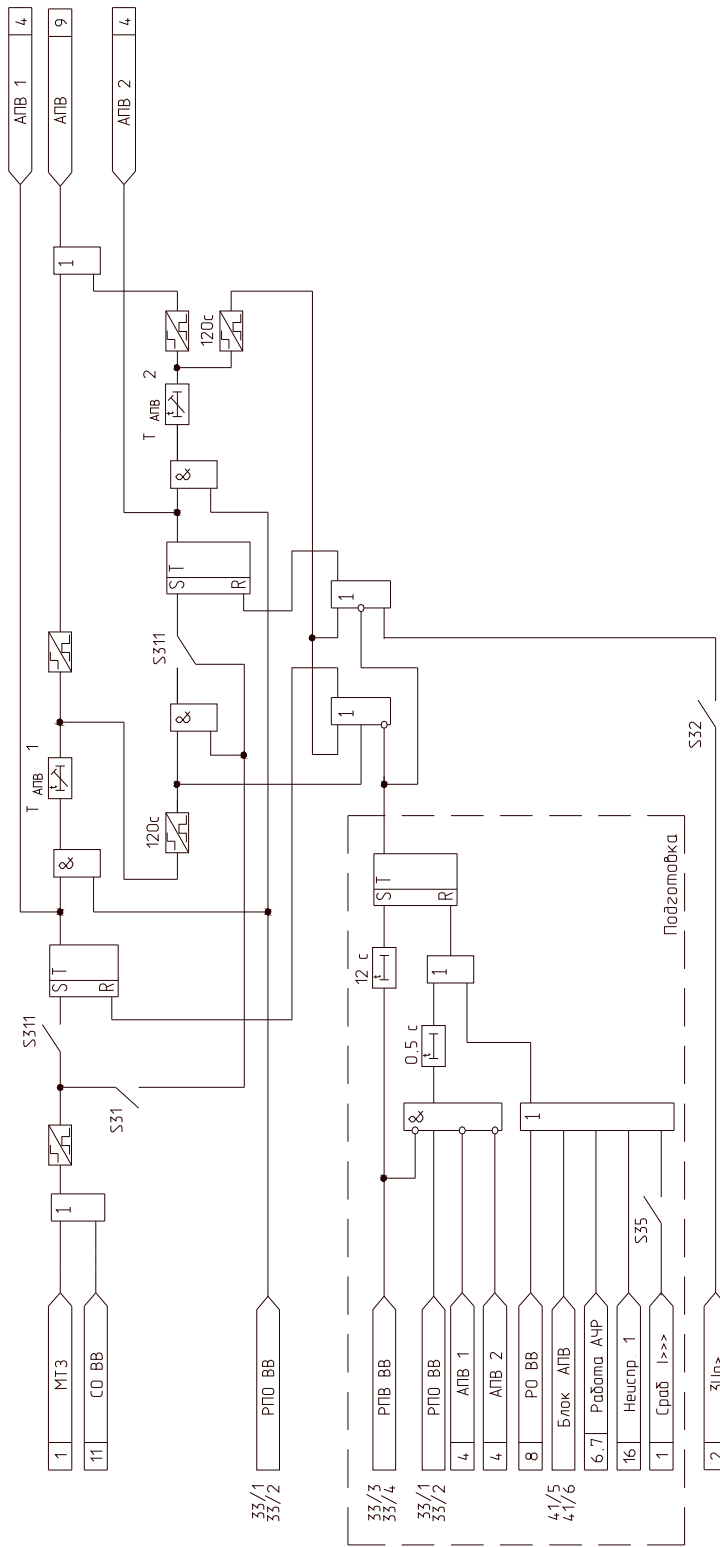 МТЗ
1
СО ВВ
11
1
S31
S311
S T
R
&
Т АПВ 1
t
1
АПВ 1
4
АПВ
9
АПВ 2
4
120с
&
S311
S T
R
&
Т АПВ 2
t
120с
РПО ВВ
33/1
33/2
1
1
S32
2
Подготовка
РПВ ВВ
33/3
33/4
РПО ВВ
33/1
33/2
АПВ 1
4
АПВ 2
4
РО ВВ
8
Блок АПВ
41/5
41/6
Работа АЧР
6.7
Неиспр 1
16
Сраб I>>>
1
S35
&
1
0.5 с
t
1
12 с
t
S T
R